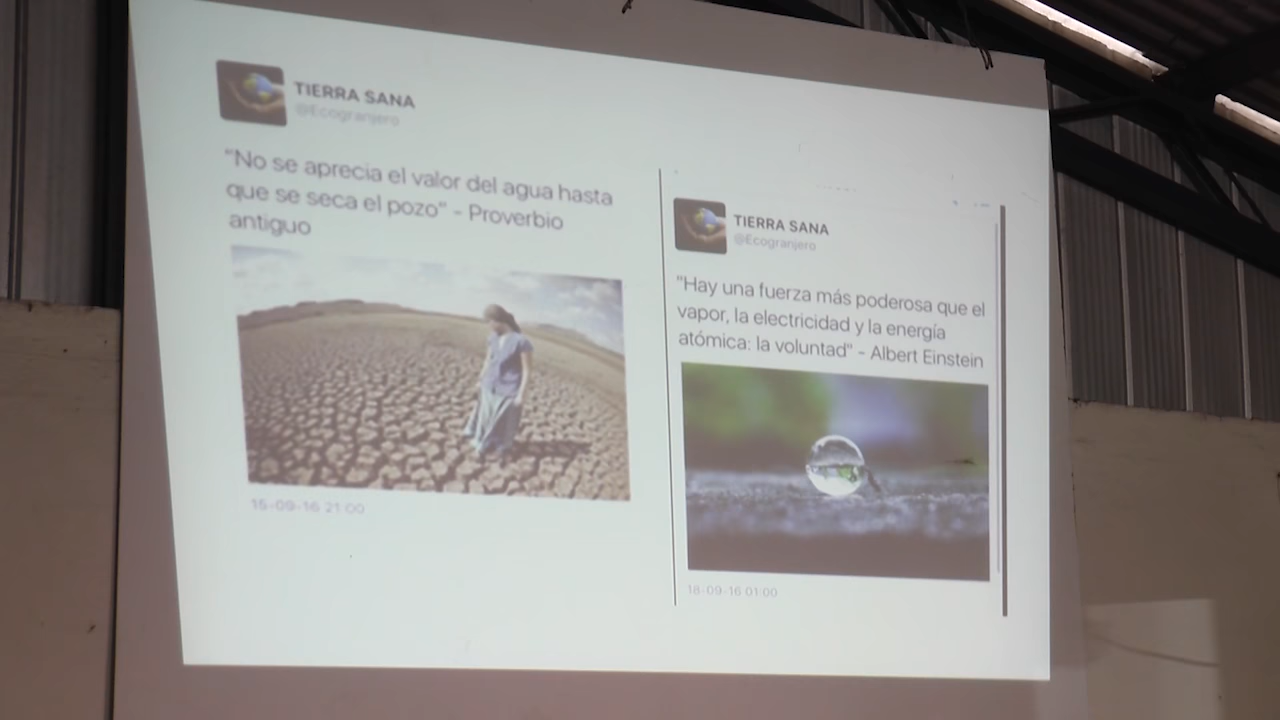 TIERRA SANA
@Ecogranjero
"No se aprecia el valor del agua hasta
que se seca el pozo" - Proverbio
antiguo
15-09-16 21:00
TIERRA SANA
@Ecogranjero
"Hay una fuerza más poderosa que el
vapor, la electricidad y la energía
atómica: la voluntad" - Albert Einstein
18-09-16 01:00